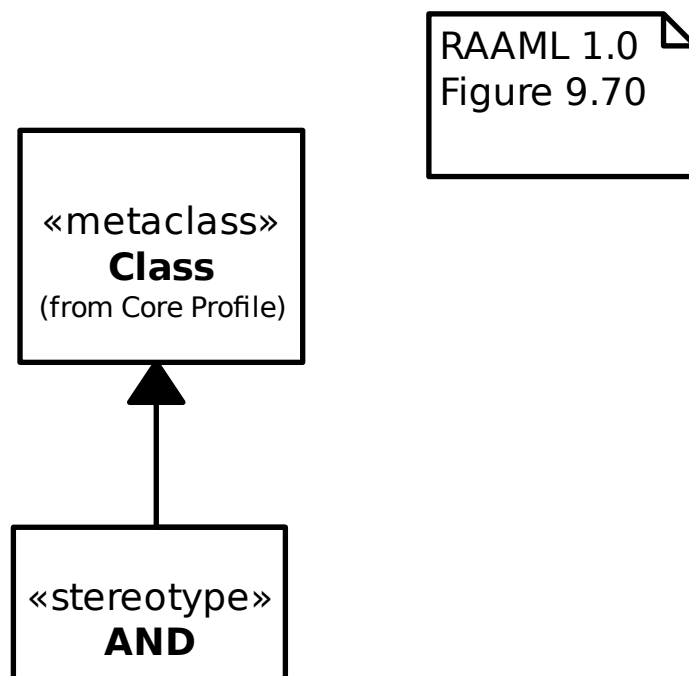 RAAML 1.0
Figure 9.70
«metaclass»
Class
(from Core Profile)
«stereotype»
AND